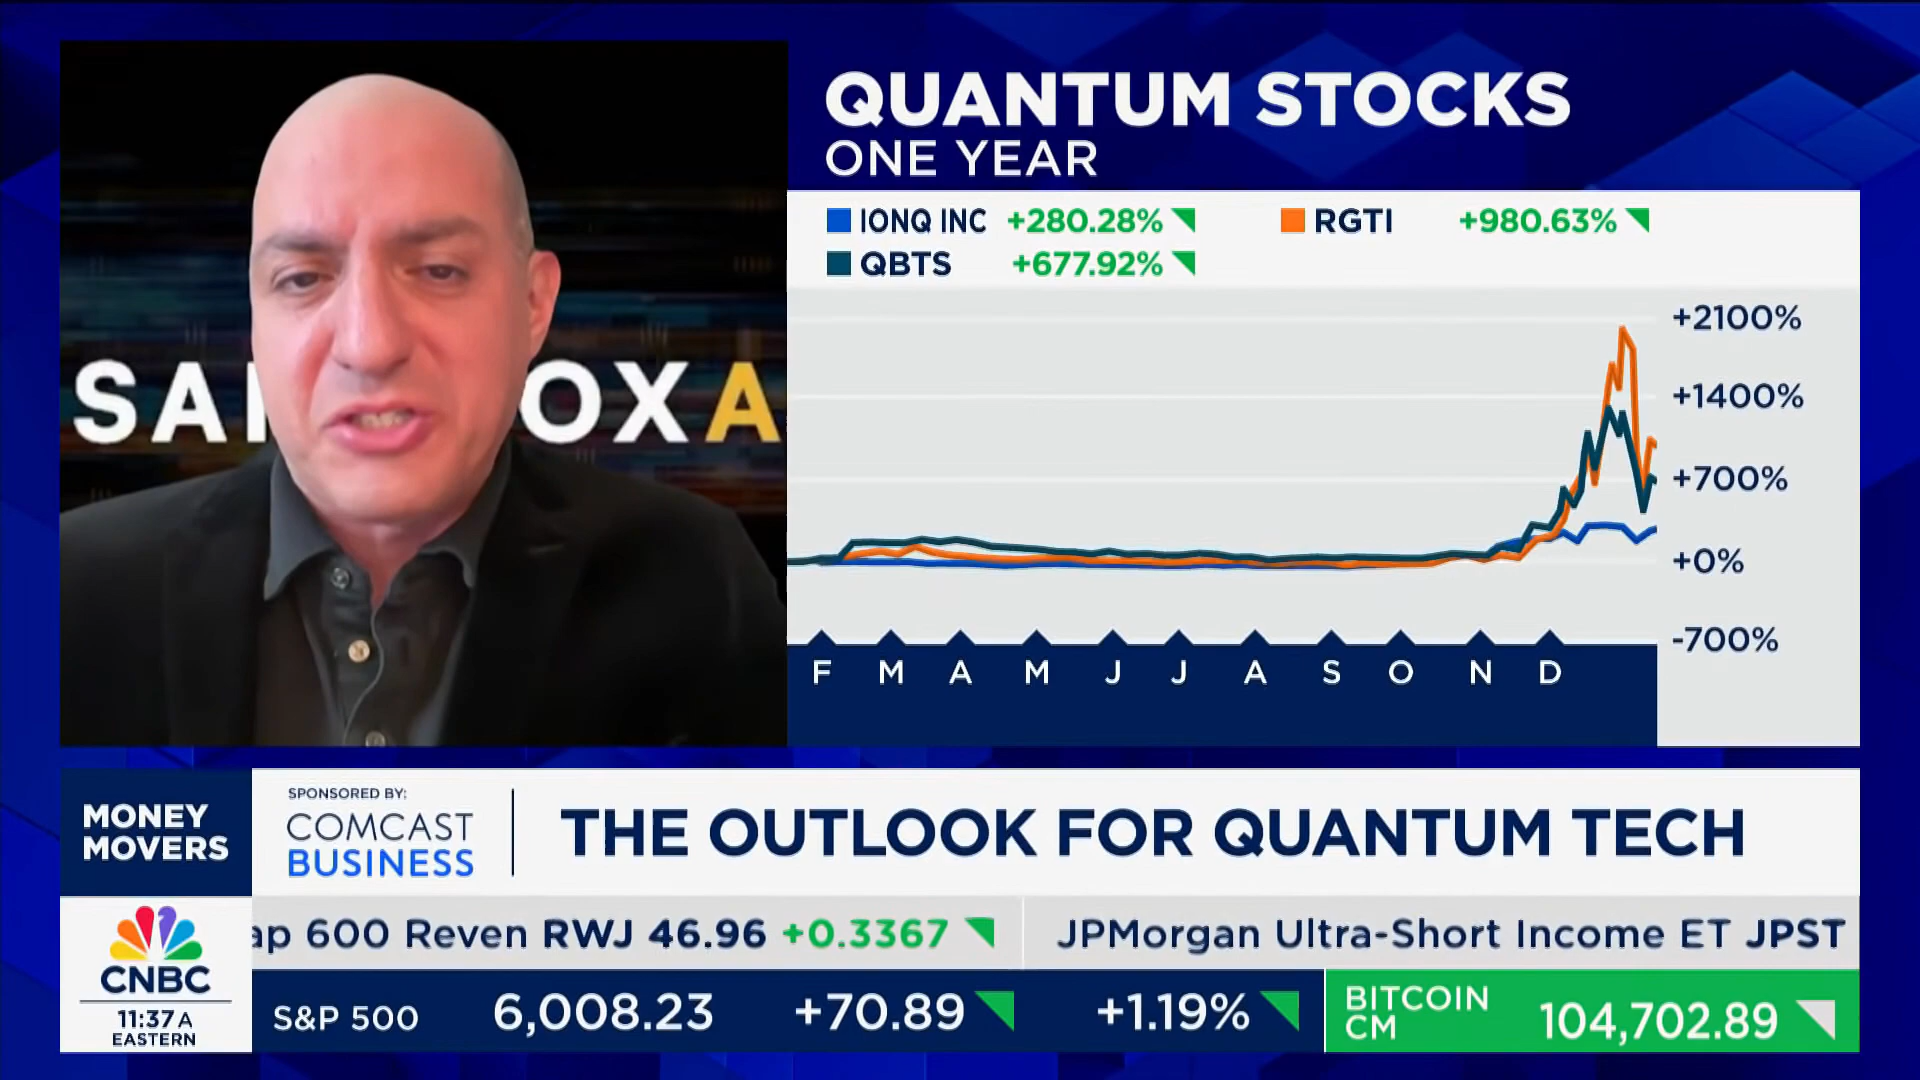 QUANTUM STOCKS
ONE YEAR
IONQ INC +280.28% RGTI +980.63%
QBTS +677.92%
+2100%
+1400%
+700%
+0%
-700%
F M A M J J A S O N D
SA OXA
MONEY
MOVERS
SPONSORED BY:
COMCAST
BUSINESS
THE OUTLOOK FOR QUANTUM TECH
ap 600 Reven RWJ 46.96 +0.3367 JPMorgan Ultra-Short Income ET JPST
CNBC
11:37 A
EASTERN
S&P 500 6,008.23 +70.89 +1.19%
BITCOIN
CM
104,702.89